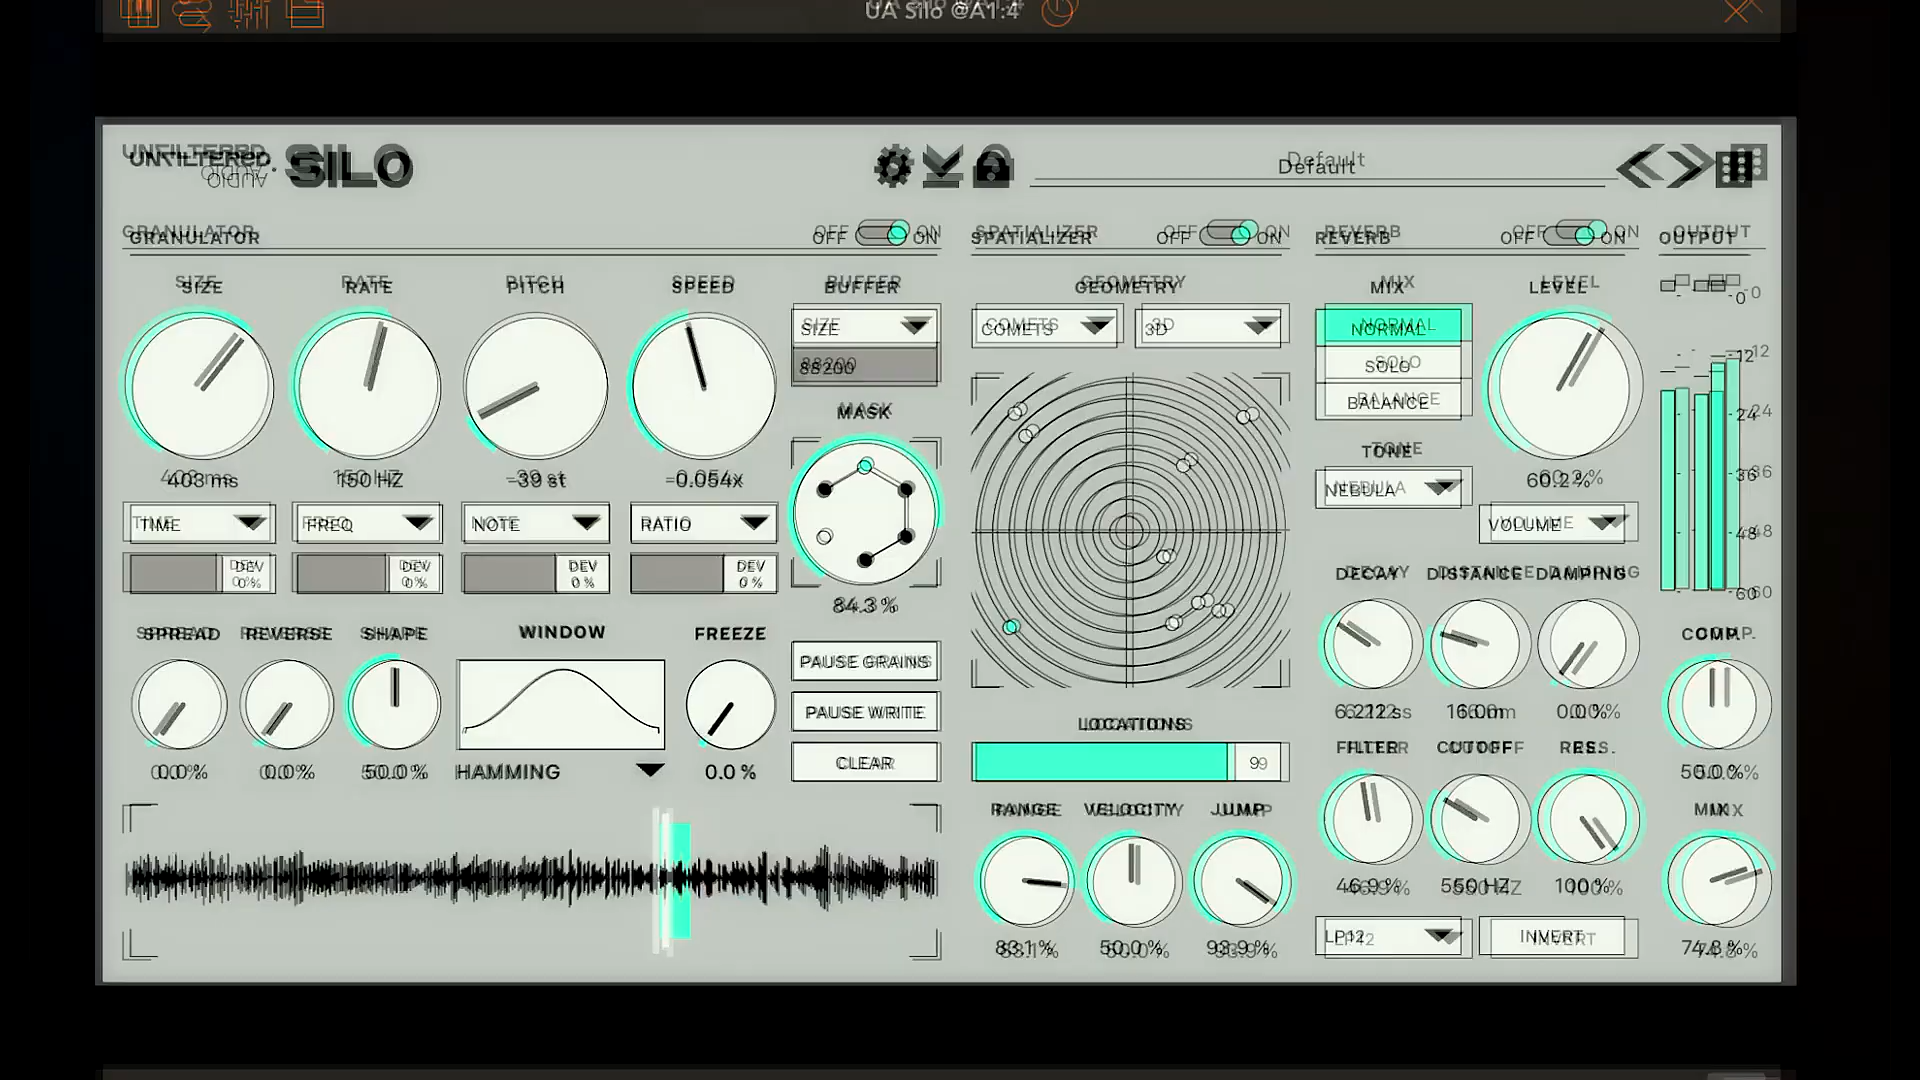 UA Silo @A1:4
UNFILTERED AUDIO SILO
Default
GRANULATOR OFF ON
SPATIALIZER OFF ON
REVERB OFF ON
OUTPUT
SIZE RATE PITCH SPEED BUFFER
GEOMETRY
MIX LEVEL
SIZE
COMETS 3D
NORMAL
88200
SOLO
BALANCE
MASK
TONE
NEBULA
403 ms 150 HZ -39 st -0.054x
60.2 %
TIME FREQ NOTE RATIO
VOLUME
DEV 0 % DEV 0 % DEV 0 % DEV 0 %
84.3 %
0
12
24
36
48
60
DECAY DISTANCE DAMPING
SPREAD REVERSE SHAPE WINDOW FREEZE
COMP.
PAUSE GRAINS
PAUSE WRITE
CLEAR
6.212 s 16.0 m 0.0 %
LOCATIONS
99
FILTER CUTOFF RES.
0.0 % 0.0 % 50.0 % HAMMING 0.0 %
50.0 %
RANGE VELOCITY JUMP
MIX
46.9 % 550 HZ 100 %
LP12 INVERT
83.1 % 50.0 % 93.9 %
74.8 %